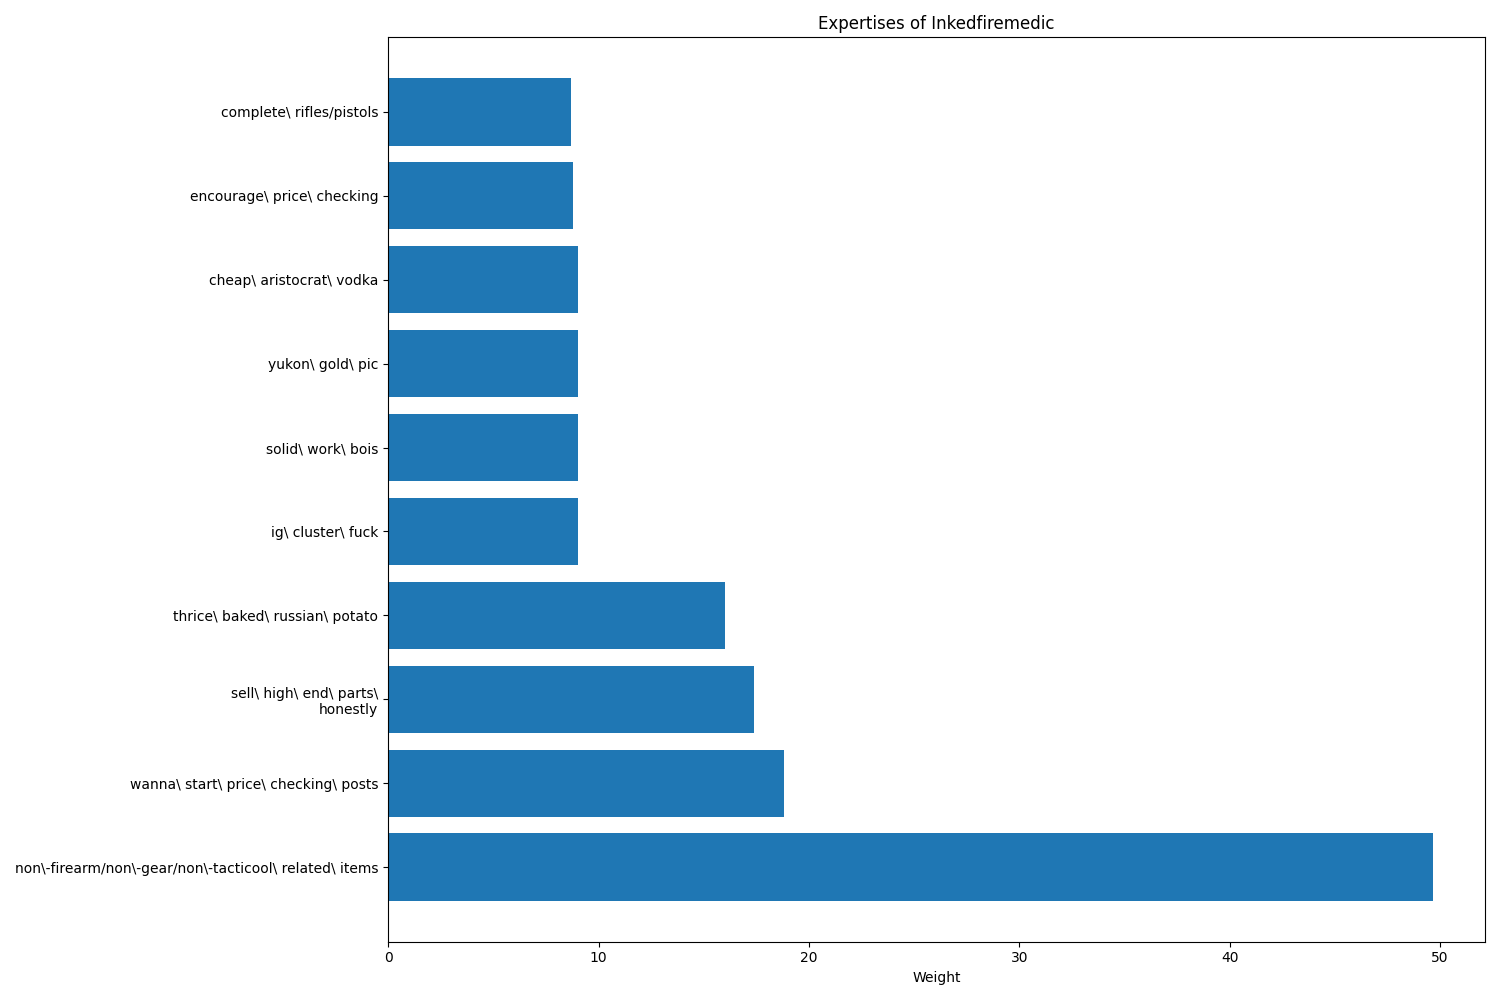 Expertises of Inkedfiremedic
complete\ rifles/pistols
encourage\ price\ checking
cheap\ aristocrat\ vodka
yukon\ gold\ pic
solid\ work\ bois
ig\ cluster\ fuck
thrice\ baked\ russian\ potato
sell\ high\ end\ parts\
honestly
wanna\ start\ price\ checking\ posts
non\-firearm/non\-gear/non\-tacticool\ related\ items
0 10 20 30 40 50
Weight